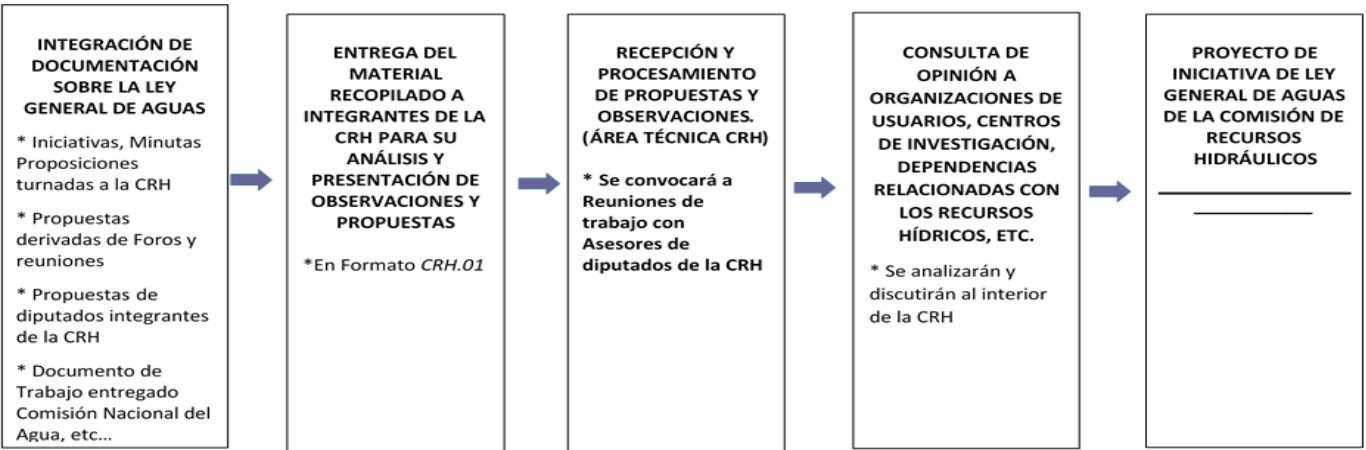 INTEGRACIÓN DE
DOCUMENTACIÓN
SOBRE LA LEY
GENERAL DE AGUAS
* Iniciativas, Minutas
Proposiciones
turnadas a la CRH
* Propuestas
derivadas de Foros y
reuniones
* Propuestas de
diputados integrantes
de la CRH
* Documento de
Trabajo entregado
Comisión Nacional del
Agua, etc...
ENTREGA DEL
MATERIAL
RECOPILADO A
INTEGRANTES DE LA
CRH PARA SU
ANÁLISIS Y
PRESENTACIÓN DE
OBSERVACIONES Y
PROPUESTAS
*En Formato CRH.01
RECEPCIÓN Y
PROCESAMIENTO
DE PROPUESTAS Y
OBSERVACIONES.
(ÁREA TÉCNICA CRH)
* Se convocará a
Reuniones de
trabajo con
Asesores de
diputados de la CRH
CONSULTA DE
OPINIÓN A
ORGANIZACIONES DE
USUARIOS, CENTROS
DE INVESTIGACIÓN,
DEPENDENCIAS
RELACIONADAS CON
LOS RECURSOS
HÍDRICOS, ETC.
* Se analizarán y
discutirán al interior
de la CRH
PROYECTO DE
INICIATIVA DE LEY
GENERAL DE AGUAS
DE LA COMISIÓN DE
RECURSOS
HIDRÁULICOS